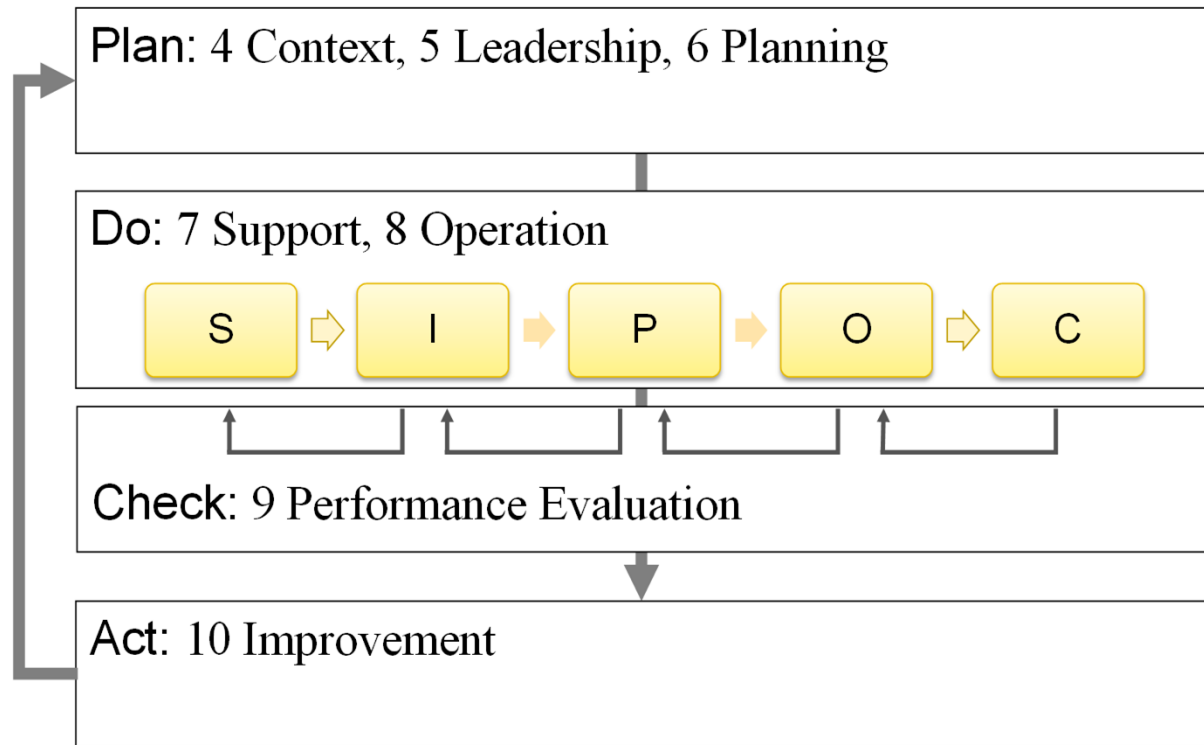 Plan: 4 Context, 5 Leadership, 6 Planning
Do: 7 Support, 8 Operation
S I P O C
Check: 9 Performance Evaluation
Act: 10 Improvement